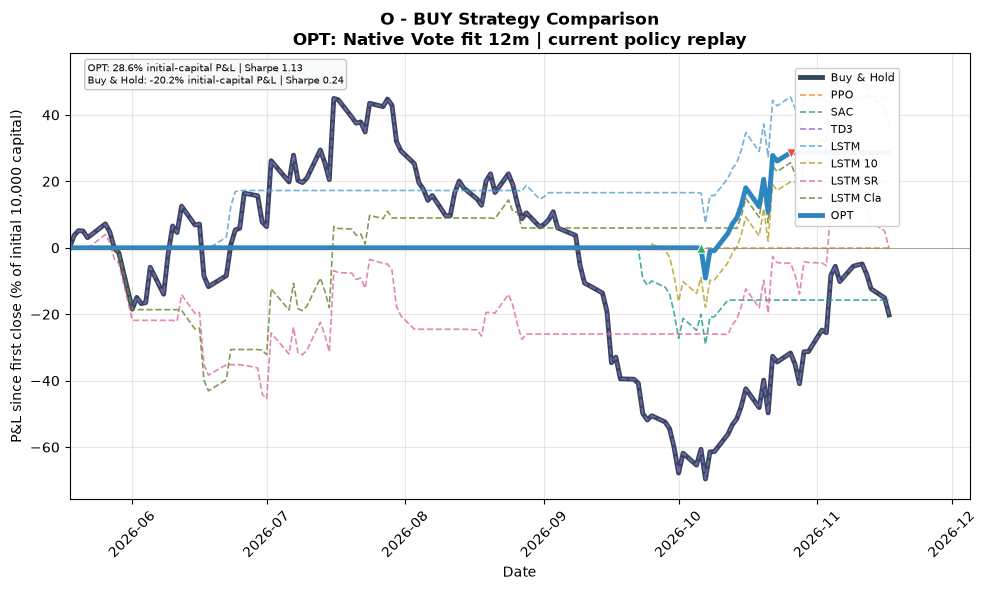 O - BUY Strategy Comparison
OPT: Native Vote fit 12m | current policy replay
OPT: 28.6% initial-capital P&L | Sharpe 1.13
Buy & Hold: -20.2% initial-capital P&L | Sharpe 0.24
Buy & Hold
PPO
SAC
TD3
LSTM
LSTM 10
LSTM SR
LSTM Cla
OPT
P&L since first close (% of initial 10,000 capital)
40
20
0
−20
−40
−60
2026-06
2026-07
2026-08
2026-09
2026-10
2026-11
2026-12
Date